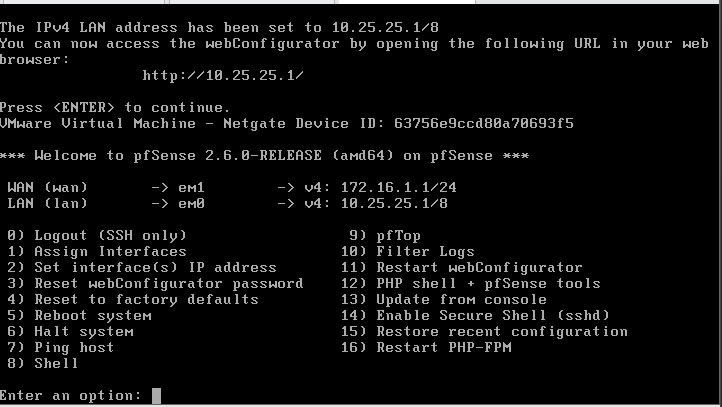 The IPv4 LAN address has been set to 10.25.25.1/8
You can now access the webConfigurator by opening the following URL in your web
browser:
http://10.25.25.1/
Press <ENTER> to continue.
VMware Virtual Machine - Netgate Device ID: 63756e9ccd80a70693f5
*** Welcome to pfSense 2.6.0-RELEASE (amd64) on pfSense ***
WAN (wan) -> em1 -> v4: 172.16.1.1/24
LAN (lan) -> em0 -> v4: 10.25.25.1/8
0) Logout (SSH only) 9) pfTop
1) Assign Interfaces 10) Filter Logs
2) Set interface(s) IP address 11) Restart webConfigurator
3) Reset webConfigurator password 12) PHP shell + pfSense tools
4) Reset to factory defaults 13) Update from console
5) Reboot system 14) Enable Secure Shell (sshd)
6) Halt system 15) Restore recent configuration
7) Ping host 16) Restart PHP-FPM
8) Shell
Enter an option: